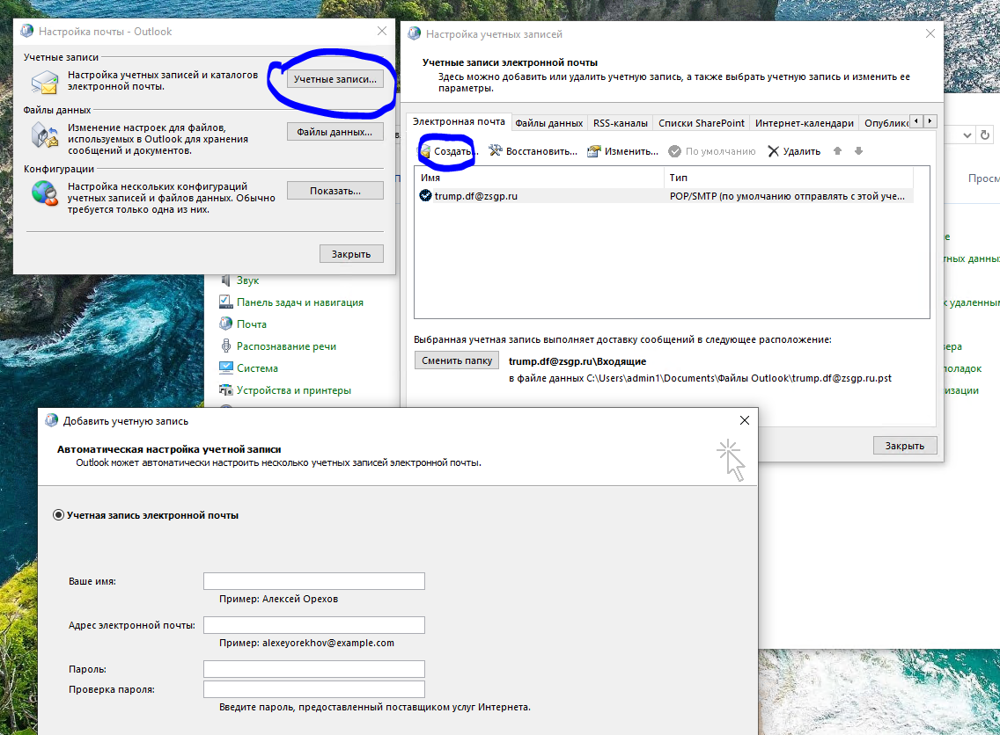 Настройка почты - Outlook
Учетные записи
Настройка учетных записей и каталогов
электронной почты.
Учетные записи...
Файлы данных
Изменение настроек для файлов,
используемых в Outlook для хранения
сообщений и документов.
Файлы данных...
Конфигурации
Настройка нескольких конфигураций
учетных записей и файлов данных. Обычно
требуется только одна из них.
Показать...
Закрыть
Звук
Панель задач и навигация
Почта
Распознавание речи
Система
Устройства и принтеры
Настройка учетных записей
Учетные записи электронной почты
Здесь можно добавить или удалить учетную запись, а также выбрать учетную запись и изменить ее
параметры.
Электронная почта Файлы данных RSS-каналы Списки SharePoint Интернет-календари Опублико
Создать... Восстановить... Изменить... По умолчанию Удалить
Имя Тип
trump.df@zsgp.ru POP/SMTP (по умолчанию отправлять с этой уче...
Выбранная учетная запись выполняет доставку сообщений в следующее расположение:
Сменить папку
trump.df@zsgp.ru\Входящие
в файле данных C:\Users\admin1\Documents\Файлы Outlook\trump.df@zsgp.ru.pst
Закрыть
Просм
е
тных данны
к удаленным
вера
поладок
изации
Добавить учетную запись
Автоматическая настройка учетной записи
Outlook может автоматически настроить несколько учетных записей электронной почты.
Учетная запись электронной почты
Ваше имя:
Пример: Алексей Орехов
Адрес электронной почты:
Пример: alexeyorekhov@example.com
Пароль:
Проверка пароля:
Введите пароль, предоставленный поставщиком услуг Интернета.